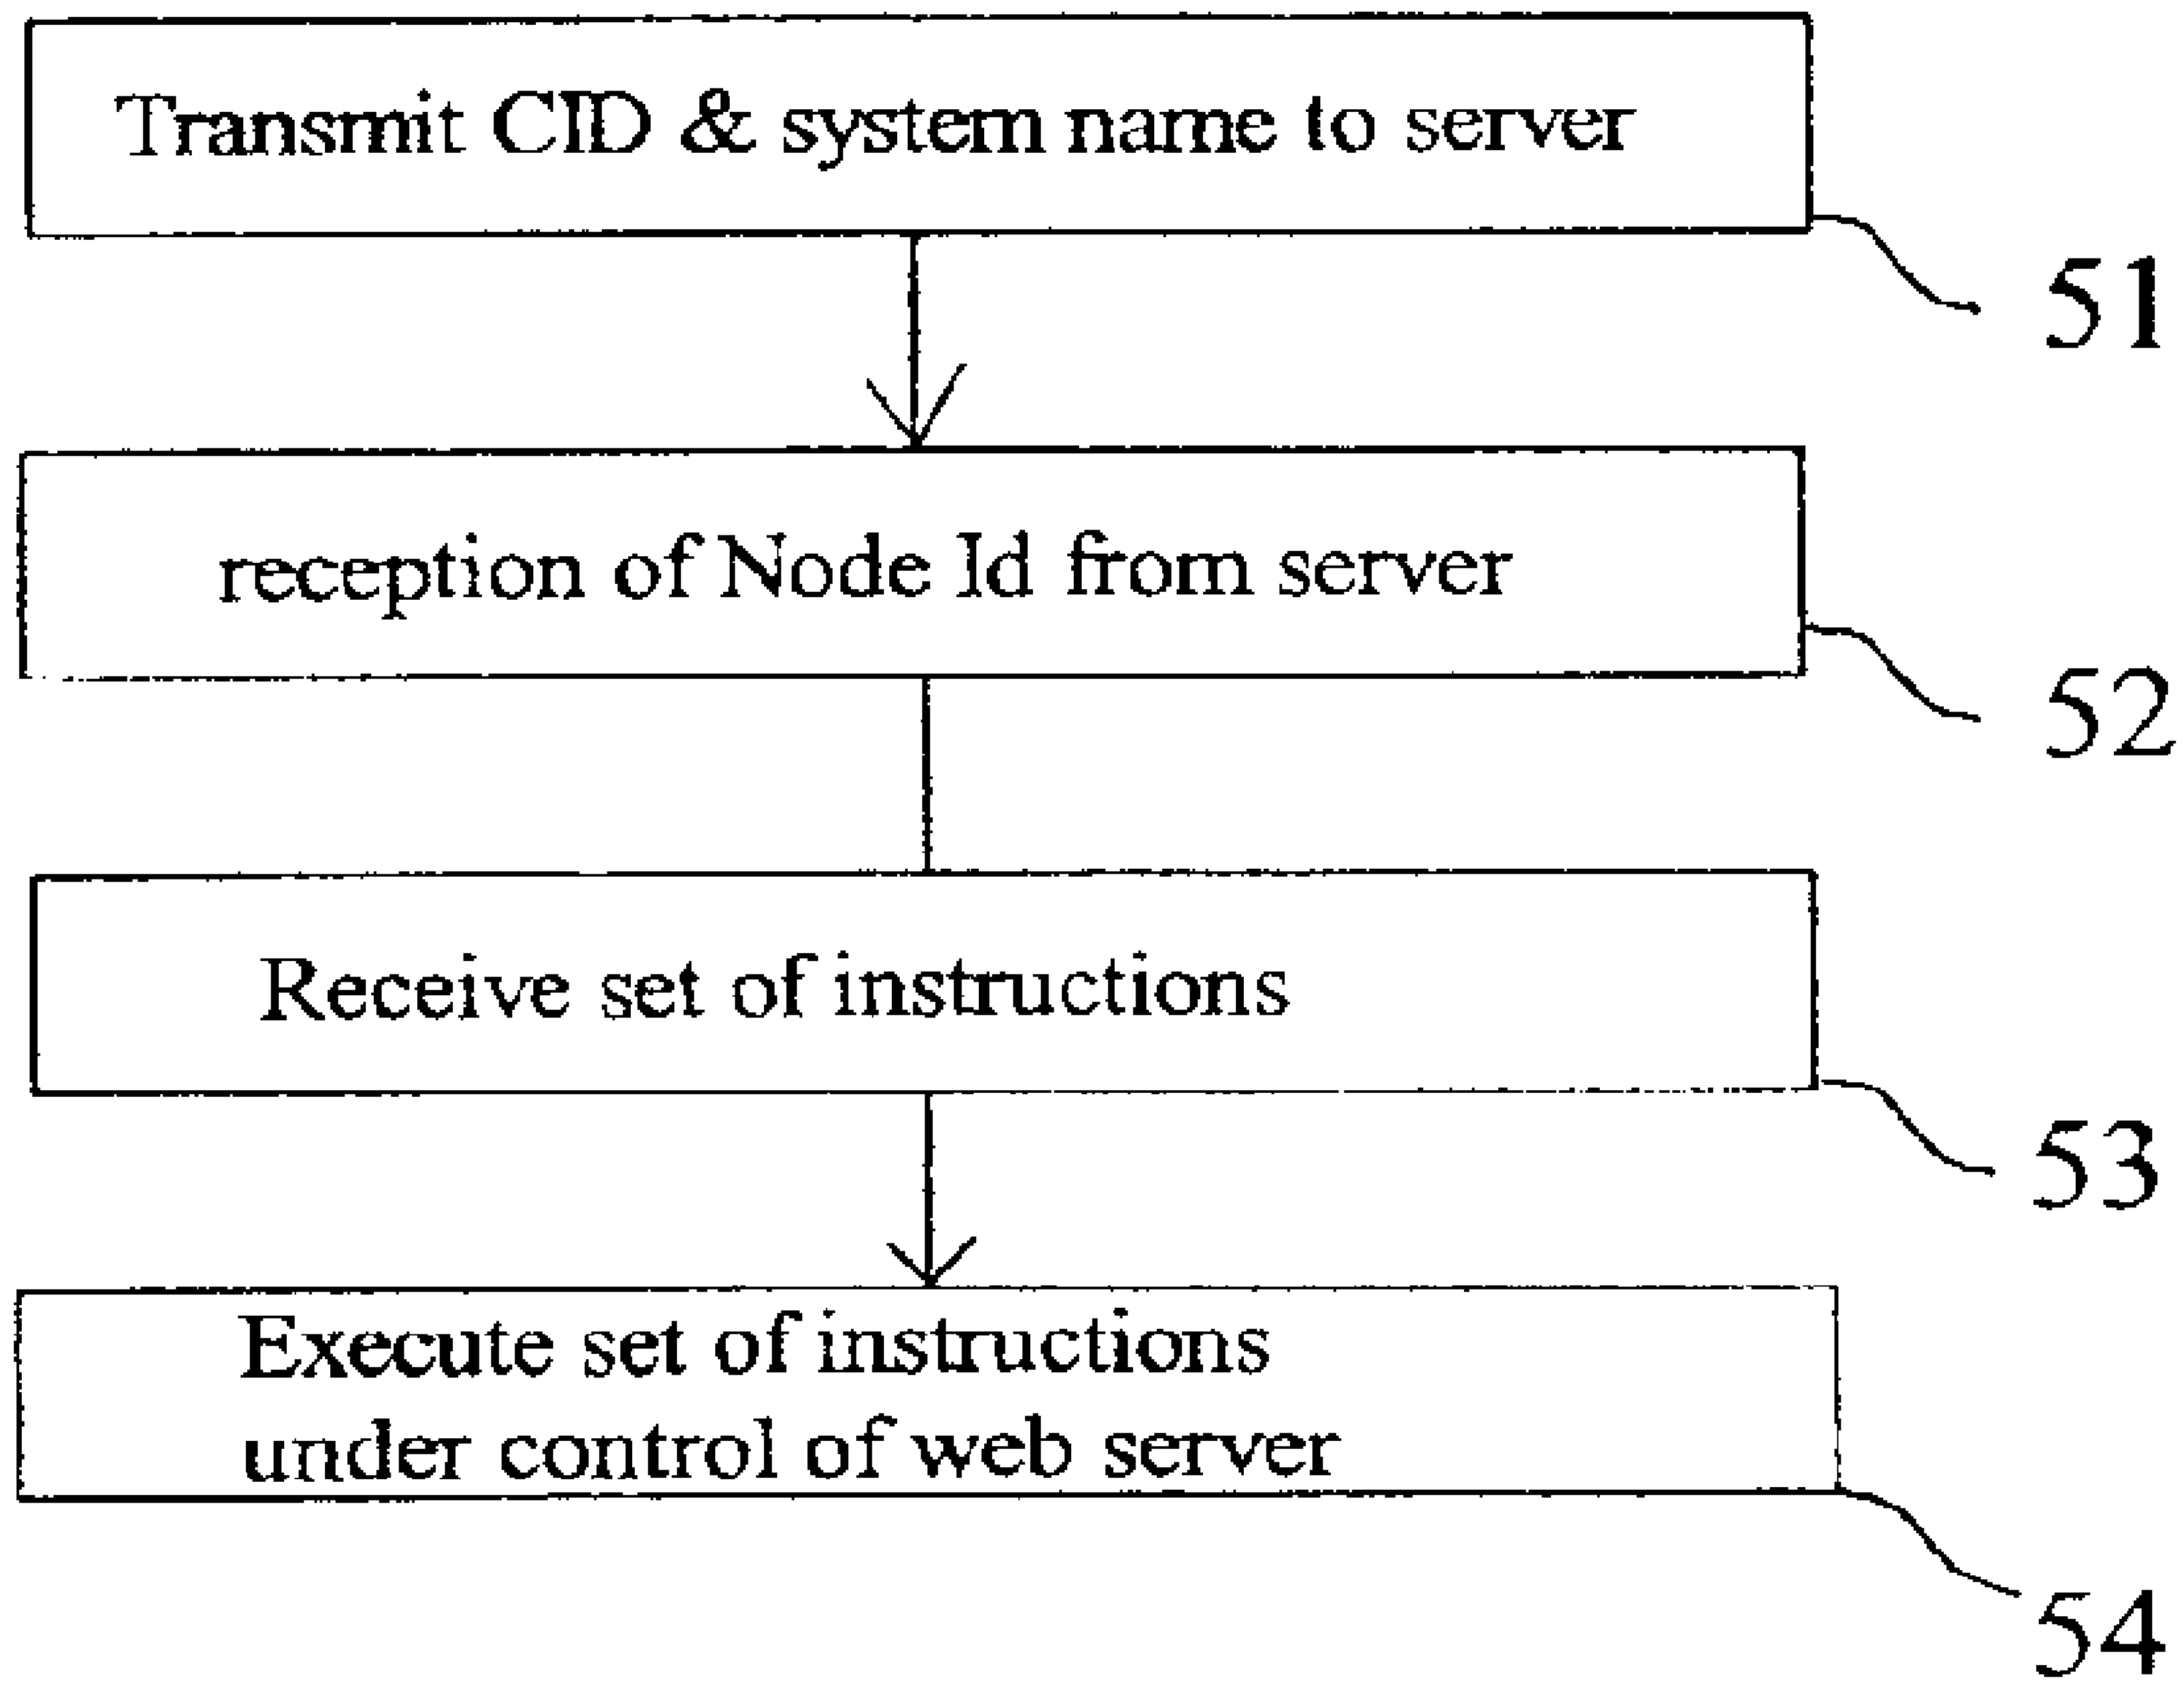 Transmit CID & system name to server
51
reception of Node Id from server
52
Receive set of instructions
53
Execute set of instructions
under control of web server
54